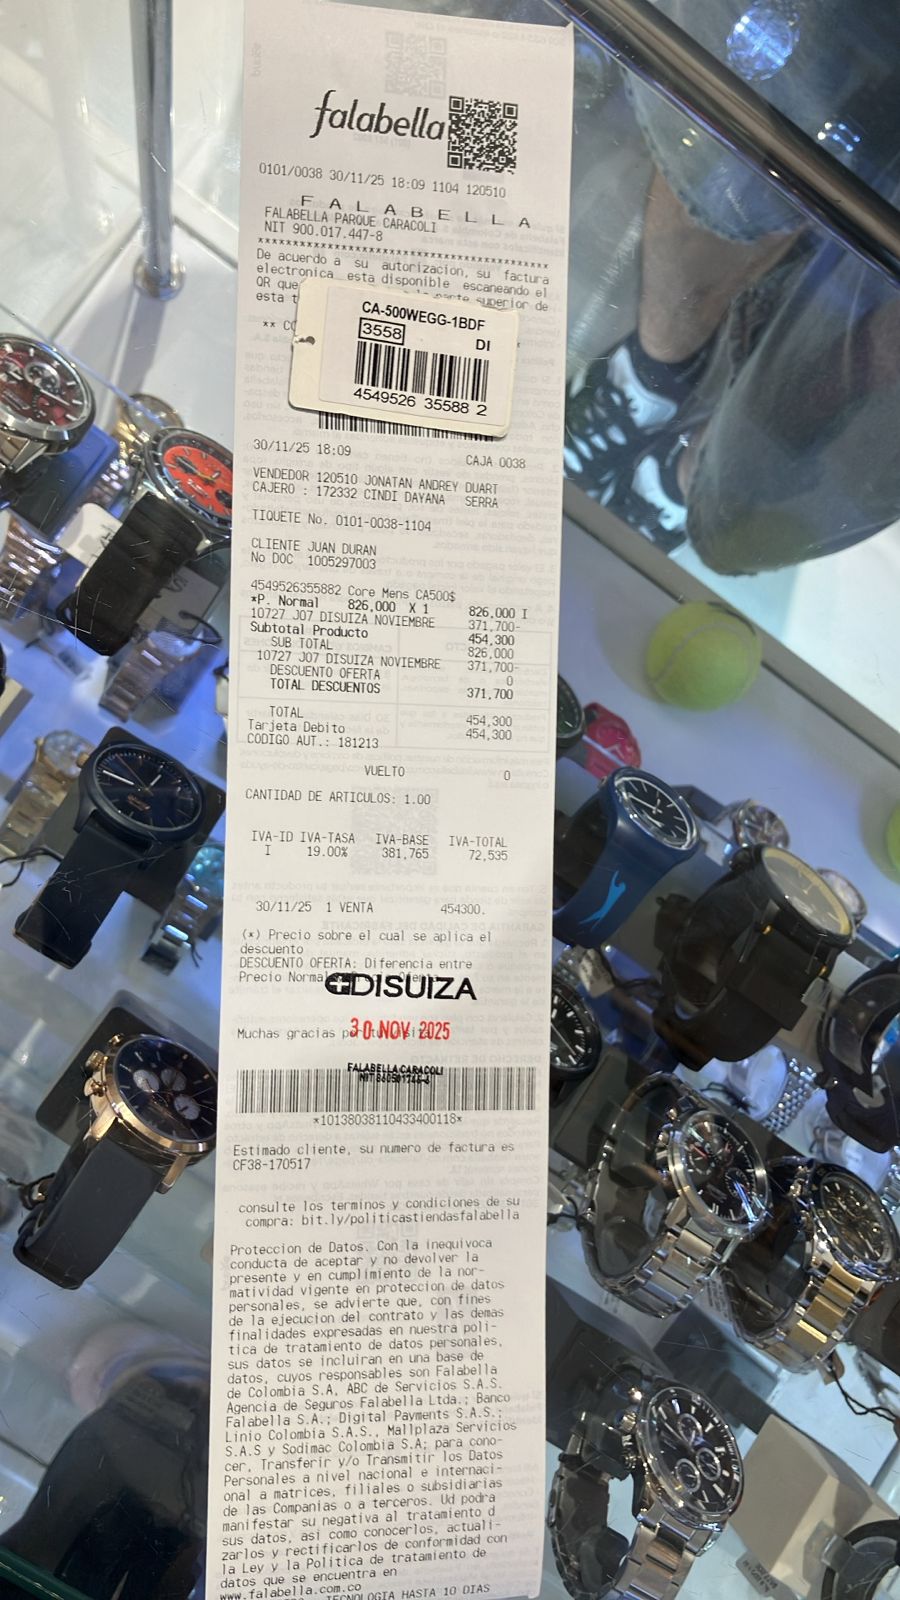 falabella
0101/0038 30/11/25 18:09 1104 120510
F A L A B E L L A
FALABELLA PARQUE CARACOLI
NIT 900.017.447-8
De acuerdo a su autorizacion, su factura
electronica esta disponible escaneando el
QR que parte superior de
esta t
** CO
CA-500WEGG-1BDF
3558
DI
4549526 35588 2
30/11/25 18:09 CAJA 0038
VENDEDOR 120510 JONATAN ANDREY DUART
CAJERO : 172332 CINDI DAYANA SERRA
TIQUETE No. 0101-0038-1104
CLIENTE JUAN DURAN
No DOC 1005297003
4549526355882 Core Mens CA500$
*P. Normal 826,000 X 1 826,000 I
10727 J07 DISUIZA NOVIEMBRE 371,700-
Subtotal Producto 454,300
SUB TOTAL 826,000
10727 J07 DISUIZA NOVIEMBRE 371,700-
DESCUENTO OFERTA 0
TOTAL DESCUENTOS 371,700
TOTAL 454,300
Tarjeta Debito 454,300
CODIGO AUT.: 181213
VUELTO 0
CANTIDAD DE ARTICULOS: 1.00
IVA-ID IVA-TASA IVA-BASE IVA-TOTAL
I 19.00% 381,765 72,535
30/11/25 1 VENTA 454300.
(*) Precio sobre el cual se aplica el
descuento
DESCUENTO OFERTA: Diferencia entre
Precio Normal
DISUIZA
30 NOV 2025
Muchas gracias por tu
FALABELLA CARACOLI
*10138038110433400118*
Estimado cliente, su numero de factura es
CF38-170517
consulte los terminos y condiciones de su
compra: bit.ly/politicastiendasfalabella
Proteccion de Datos. Con la inequivoca
conducta de aceptar y no devolver la
presente y en cumplimiento de la nor-
matividad vigente en proteccion de datos
personales, se advierte que, con fines
de la ejecucion del contrato y las demas
finalidades expresadas en nuestra poli-
tica de tratamiento de datos personales,
sus datos se incluiran en una base de
datos, cuyos responsables son Falabella
de Colombia S.A, ABC de Servicios S.A.S.
Agencia de Seguros Falabella Ltda.; Banco
Falabella S.A.; Digital Payments S.A.S.;
Linio Colombia S.A.S., Mallplaza Servicios
S.A.S y Sodimac Colombia S.A; para cono-
cer, Transferir y/o Transmitir los Datos
Personales a nivel nacional e internaci-
onal a matrices, filiales o subsidiarias
de las Companias o a terceros. Ud podra
manifestar su negativa al tratamiento d
sus datos, asi como conocerlos, actuali-
zarlos y rectificarlos de conformidad con
la Ley y la Politica de tratamiento de
datos que se encuentra en
www.falabella.com.co
TECNOLOGIA HASTA 10 DIAS